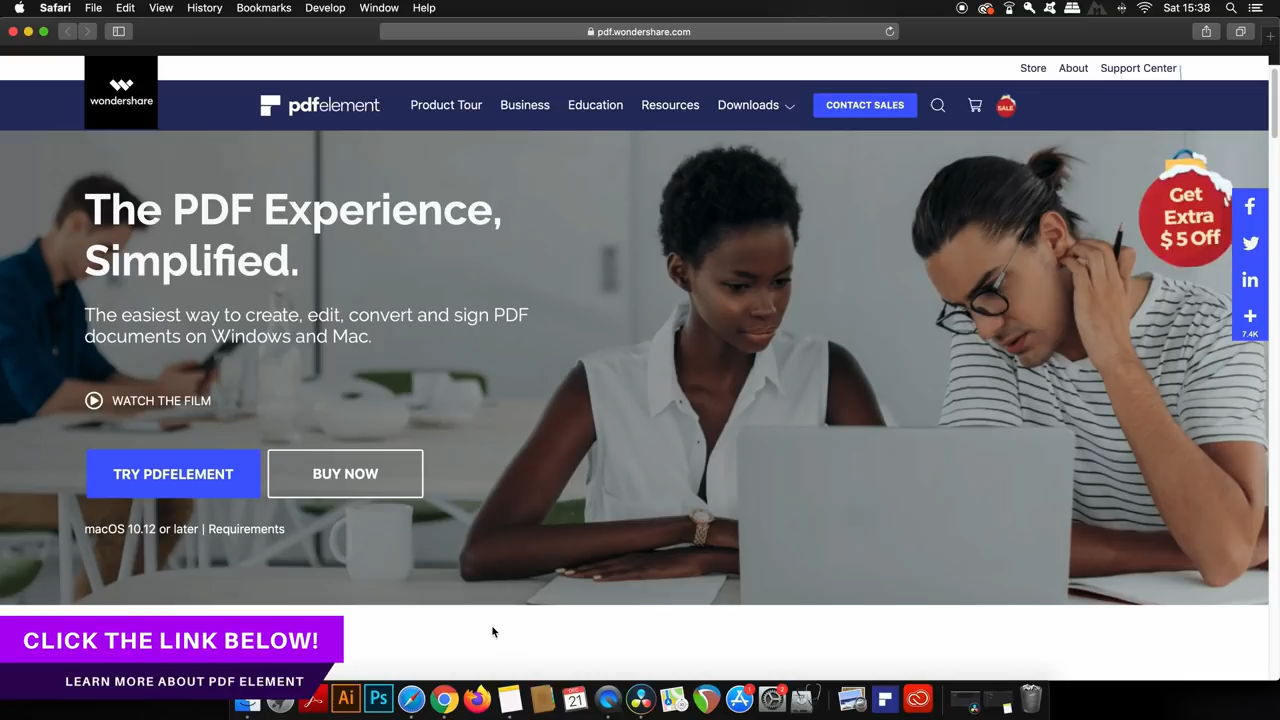 Safari File Edit View History Bookmarks Develop Window Help
Sat 15:38
pdf.wondershare.com
Store About Support Center
wondershare
pdfelement Product Tour Business Education Resources Downloads CONTACT SALES SALE
The PDF Experience,
Simplified.
Get
Extra
$ 5 Off
The easiest way to create, edit, convert and sign PDF
documents on Windows and Mac.
7.4K
WATCH THE FILM
TRY PDFELEMENT BUY NOW
macOS 10.12 or later | Requirements
CLICK THE LINK BELOW!
LEARN MORE ABOUT PDF ELEMENT
Ai Ps
DEC
21